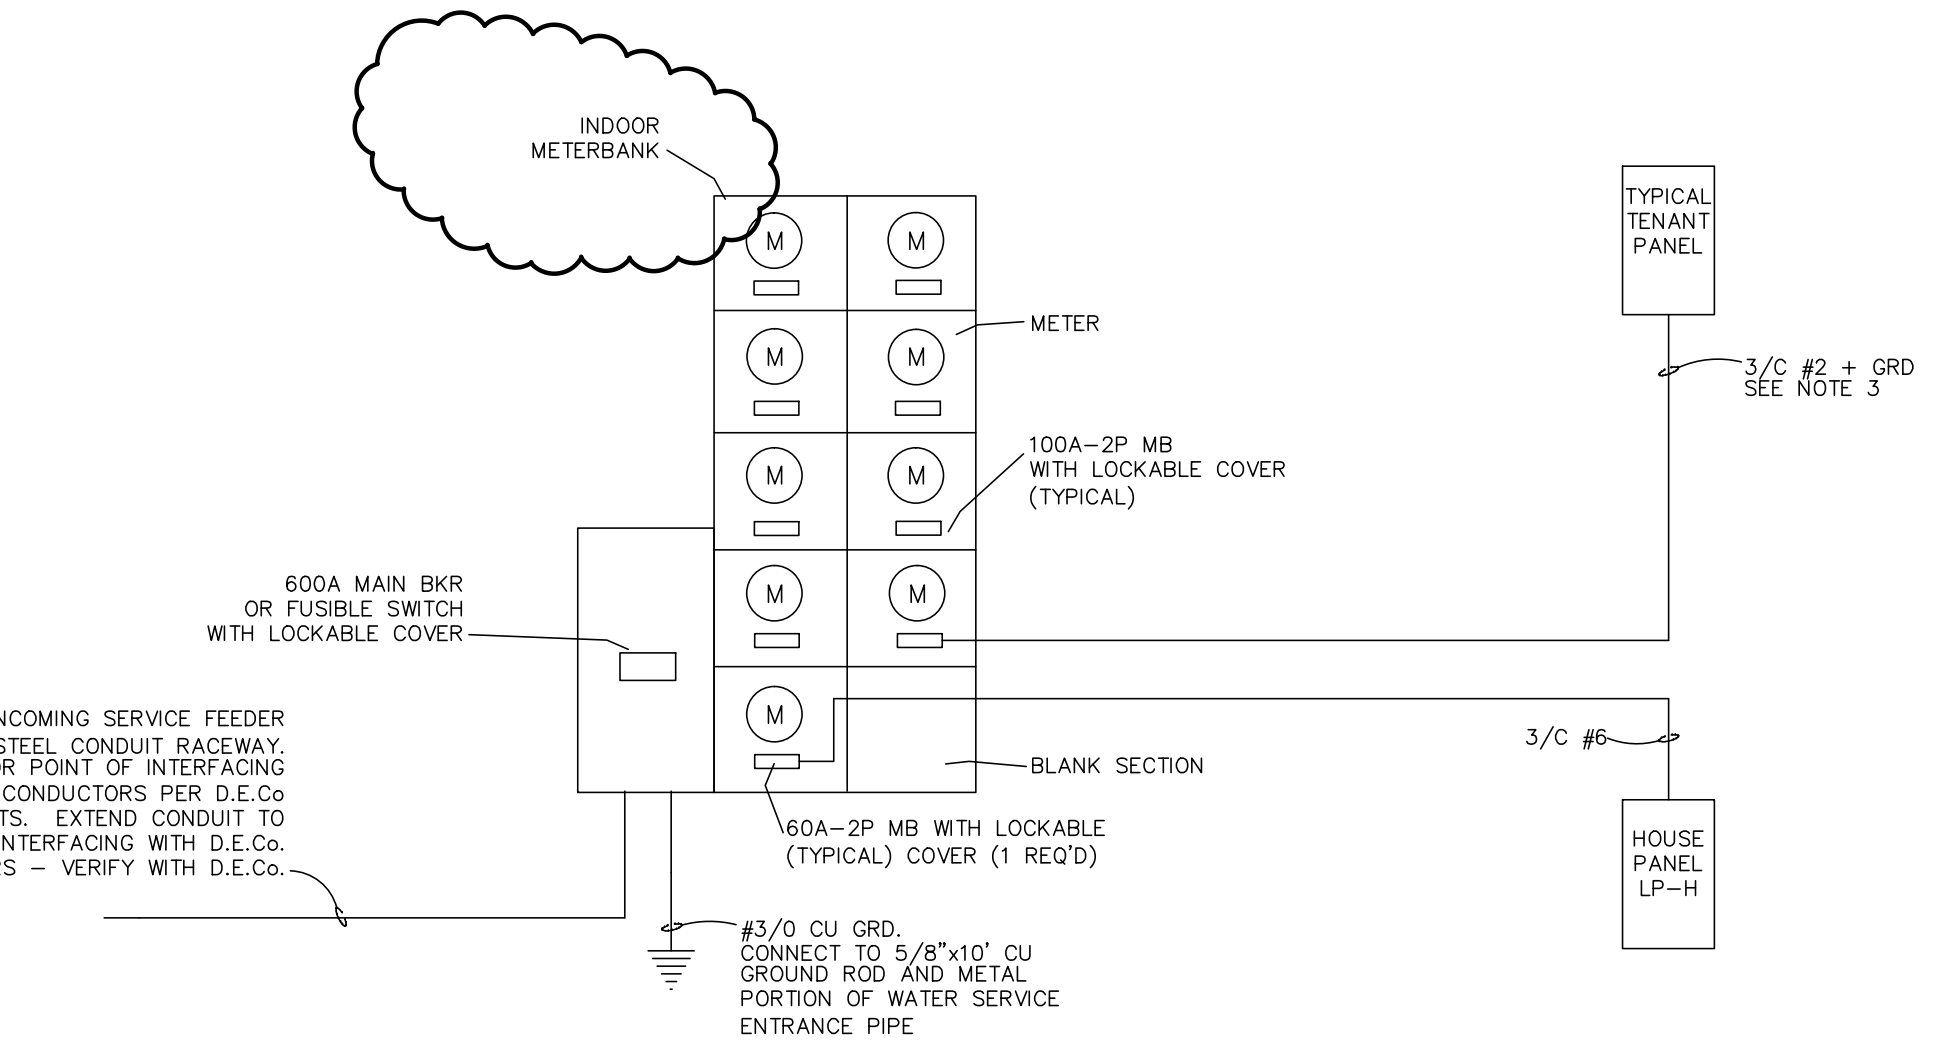 INDOOR
METERBANK
M
M
M
M
METER
M
M
100A-2P MB
WITH LOCKABLE COVER
(TYPICAL)
M
M
M
600A MAIN BKR
OR FUSIBLE SWITCH
WITH LOCKABLE COVER
SERVICE FEEDER
STEEL CONDUIT RACEWAY.
POINT OF INTERFACING
CONDUCTORS PER D.E.Co
EXTEND CONDUIT TO
WITH D.E.Co.
– VERIFY WITH D.E.Co.
BLANK SECTION
60A-2P MB WITH LOCKABLE
(TYPICAL) COVER (1 REQ'D)
#3/0 CU GRD.
CONNECT TO 5/8"x10' CU
GROUND ROD AND METAL
PORTION OF WATER SERVICE
ENTRANCE PIPE
TYPICAL
TENANT
PANEL
3/C #2 + GRD
SEE NOTE 3
3/C #6
HOUSE
PANEL
LP-H